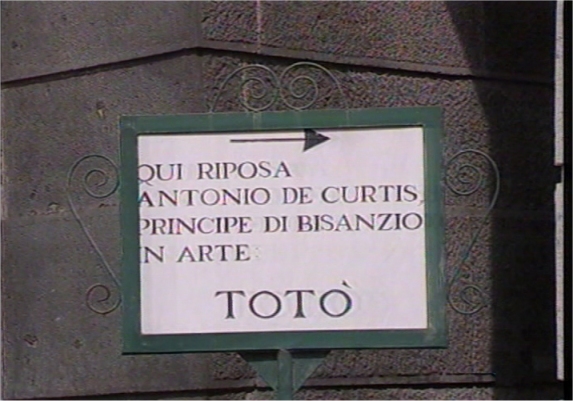 QUI RIPOSA
ANTONIO DE CURTIS,
PRINCIPE DI BISANZIO
IN ARTE
TOTÒ